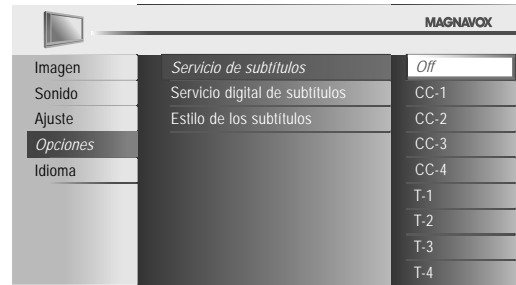 MAGNAVOX
Imagen
Sonido
Ajuste
Opciones
Idioma
Servicio de subtítulos
Servicio digital de subtítulos
Estilo de los subtítulos
Off
CC-1
CC-2
CC-3
CC-4
T-1
T-2
T-3
T-4